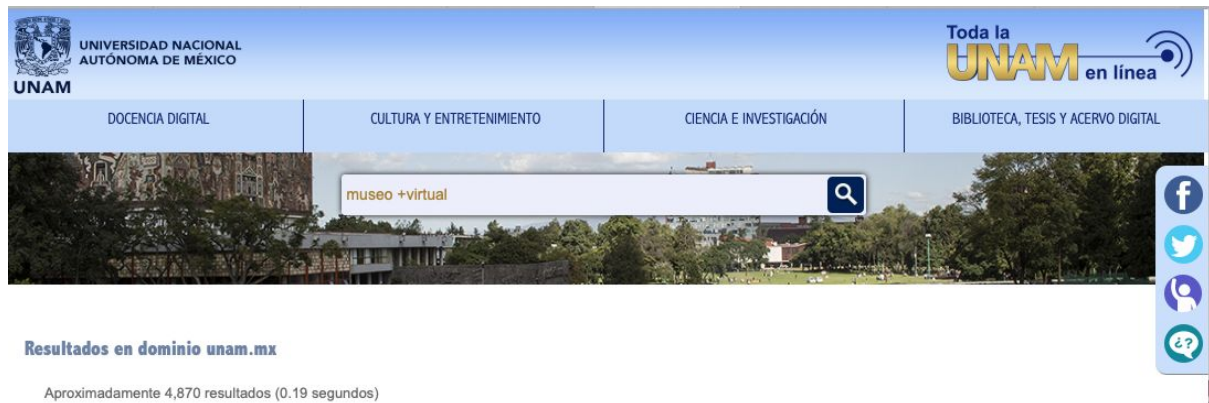 UNIVERSIDAD NACIONAL
AUTÓNOMA DE MÉXICO
UNAM
Toda la
UNAM
en línea
DOCENCIA DIGITAL
CULTURA Y ENTRETENIMIENTO
CIENCIA E INVESTIGACIÓN
BIBLIOTECA, TESIS Y ACERVO DIGITAL
museo +virtual
f
¿?
Resultados en dominio unam.mx
Aproximadamente 4,870 resultados (0.19 segundos)